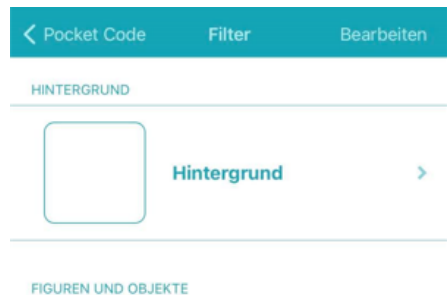 Pocket Code Filter Bearbeiten
HINTERGRUND
Hintergrund
FIGUREN UND OBJEKTE